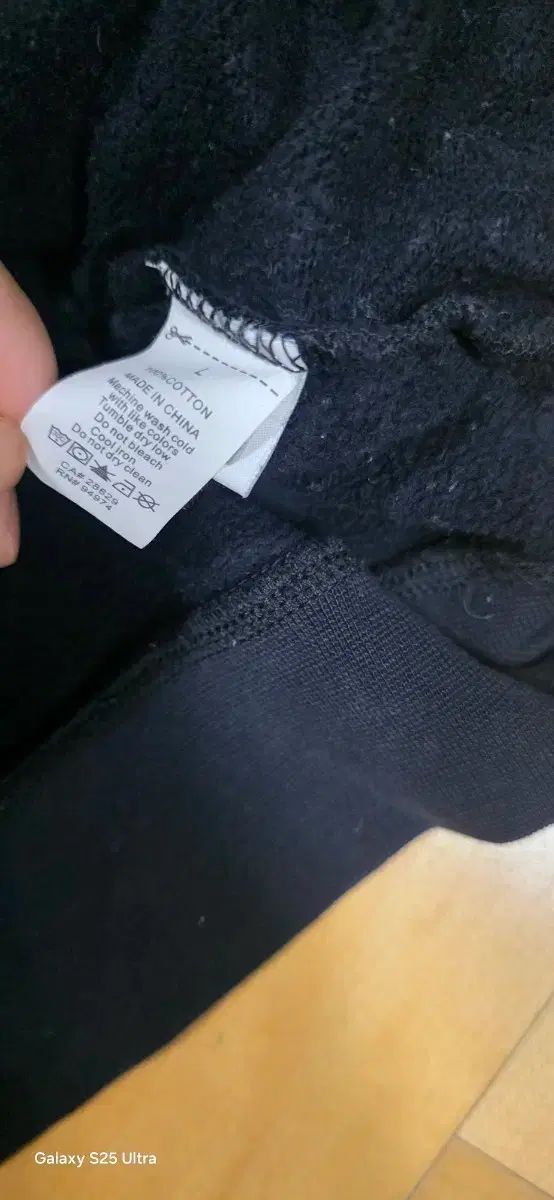 L
100%COTTON
MADE IN CHINA
Machine wash cold
with like colors
Tumble dry low
Do not bleach
Cool iron
Do not dry clean
CA# 28629
RN# 94974
Galaxy S25 Ultra